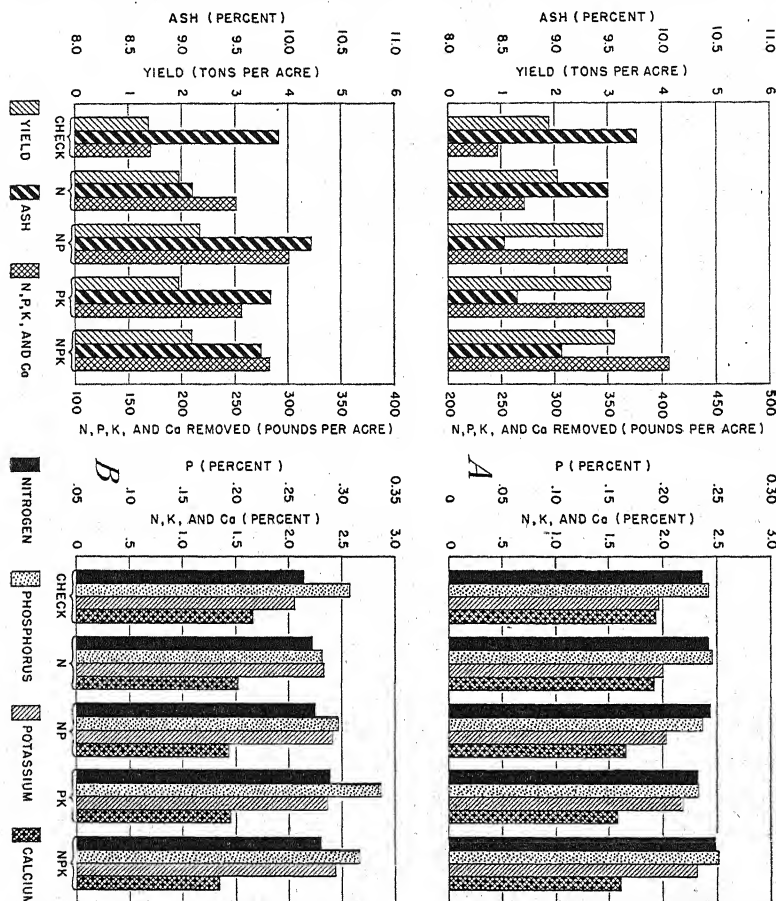 ASH (PERCENT)
8.0 8.5 9.0 9.5 10.0 10.5 11.0
YIELD (TONS PER ACRE)
0 1 2 3 4 5 6
200 250 300 350 400 450 500
N,P,K, AND Ca REMOVED (POUNDS PER ACRE)
A
P (PERCENT)
0 .05 .10 .15 .20 .25 0.30
N,K, AND Ca (PERCENT)
0 .5 1.0 1.5 2.0 2.5 3.0
ASH (PERCENT)
8.0 8.5 9.0 9.5 10.0 10.5 11.0
YIELD (TONS PER ACRE)
0 1 2 3 4 5 6
CHECK
N
NP
PK
NPK
100 150 200 250 300 350 400
N,P,K, AND Ca REMOVED (POUNDS PER ACRE)
B
P (PERCENT)
.05 .10 .15 .20 .25 .30 0.35
N,K, AND Ca (PERCENT)
0 .5 1.0 1.5 2.0 2.5 3.0
CHECK
N
NP
PK
NPK
YIELD
ASH
N,P,K, AND Ca
NITROGEN
PHOSPHORUS
POTASSIUM
CALCIUM